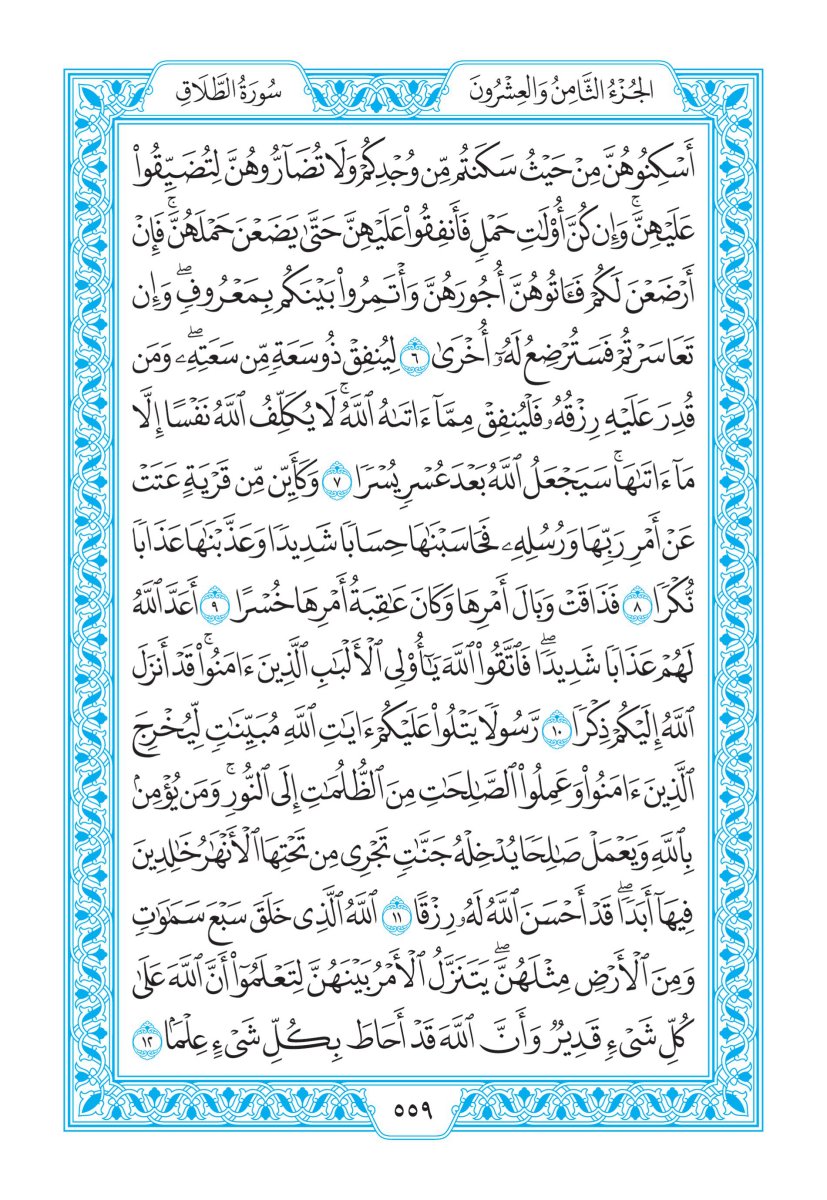 الجُزْءُ الثَّامِنُ وَالعِشْرُونَ
سُورَةُ الطَّلَاقِ
أَسْكِنُوهُنَّ مِنْ حَيْثُ سَكَنتُم مِّن وُجْدِكُمْ وَلَا تُضَآرُّوهُنَّ لِتُضَيِّقُوا۟
عَلَيْهِنَّۚ وَإِن كُنَّ أُو۟لَٰتِ حَمْلٍ فَأَنفِقُوا۟ عَلَيْهِنَّ حَتَّىٰ يَضَعْنَ حَمْلَهُنَّۚ فَإِنْ
أَرْضَعْنَ لَكُمْ فَـَٔاتُوهُنَّ أُجُورَهُنَّ وَأْتَمِرُوا۟ بَيْنَكُم بِمَعْرُوفٍۖ وَإِن
تَعَاسَرْتُمْ فَسَتُرْضِعُ لَهُۥٓ أُخْرَىٰ ٦ لِيُنفِقْ ذُو سَعَةٍ مِّن سَعَتِهِۦۖ وَمَن
قُدِرَ عَلَيْهِ رِزْقُهُۥ فَلْيُنفِقْ مِمَّآ ءَاتَىٰهُ ٱللَّهُۚ لَا يُكَلِّفُ ٱللَّهُ نَفْسًا إِلَّا
مَآ ءَاتَىٰهَاۚ سَيَجْعَلُ ٱللَّهُ بَعْدَ عُسْرٍ يُسْرًا ٧ وَكَأَيِّن مِّن قَرْيَةٍ عَتَتْ
عَنْ أَمْرِ رَبِّهَا وَرُسُلِهِۦ فَحَاسَبْنَٰهَا حِسَابًا شَدِيدًا وَعَذَّبْنَٰهَا عَذَابًا
نُّكْرًا ٨ فَذَاقَتْ وَبَالَ أَمْرِهَا وَكَانَ عَٰقِبَةُ أَمْرِهَا خُسْرًا ٩ أَعَدَّ ٱللَّهُ
لَهُمْ عَذَابًا شَدِيدًاۖ فَٱتَّقُوا۟ ٱللَّهَ يَٰٓأُو۟لِى ٱلْأَلْبَٰبِ ٱلَّذِينَ ءَامَنُوا۟ۚ قَدْ أَنزَلَ
ٱللَّهُ إِلَيْكُمْ ذِكْرًا ١٠ رَّسُولًا يَتْلُوا۟ عَلَيْكُمْ ءَايَٰتِ ٱللَّهِ مُبَيِّنَٰتٍ لِّيُخْرِجَ
ٱلَّذِينَ ءَامَنُوا۟ وَعَمِلُوا۟ ٱلصَّٰلِحَٰتِ مِنَ ٱلظُّلُمَٰتِ إِلَى ٱلنُّورِۚ وَمَن يُؤْمِنۢ
بِٱللَّهِ وَيَعْمَلْ صَٰلِحًا يُدْخِلْهُ جَنَّٰتٍ تَجْرِى مِن تَحْتِهَا ٱلْأَنْهَٰرُ خَٰلِدِينَ
فِيهَآ أَبَدًاۖ قَدْ أَحْسَنَ ٱللَّهُ لَهُۥ رِزْقًا ١١ ٱللَّهُ ٱلَّذِى خَلَقَ سَبْعَ سَمَٰوَٰتٍ
وَمِنَ ٱلْأَرْضِ مِثْلَهُنَّۖ يَتَنَزَّلُ ٱلْأَمْرُ بَيْنَهُنَّ لِتَعْلَمُوٓا۟ أَنَّ ٱللَّهَ عَلَىٰ
كُلِّ شَىْءٍ قَدِيرٌ وَأَنَّ ٱللَّهَ قَدْ أَحَاطَ بِكُلِّ شَىْءٍ عِلْمًۢا ١٢
٥٥٩